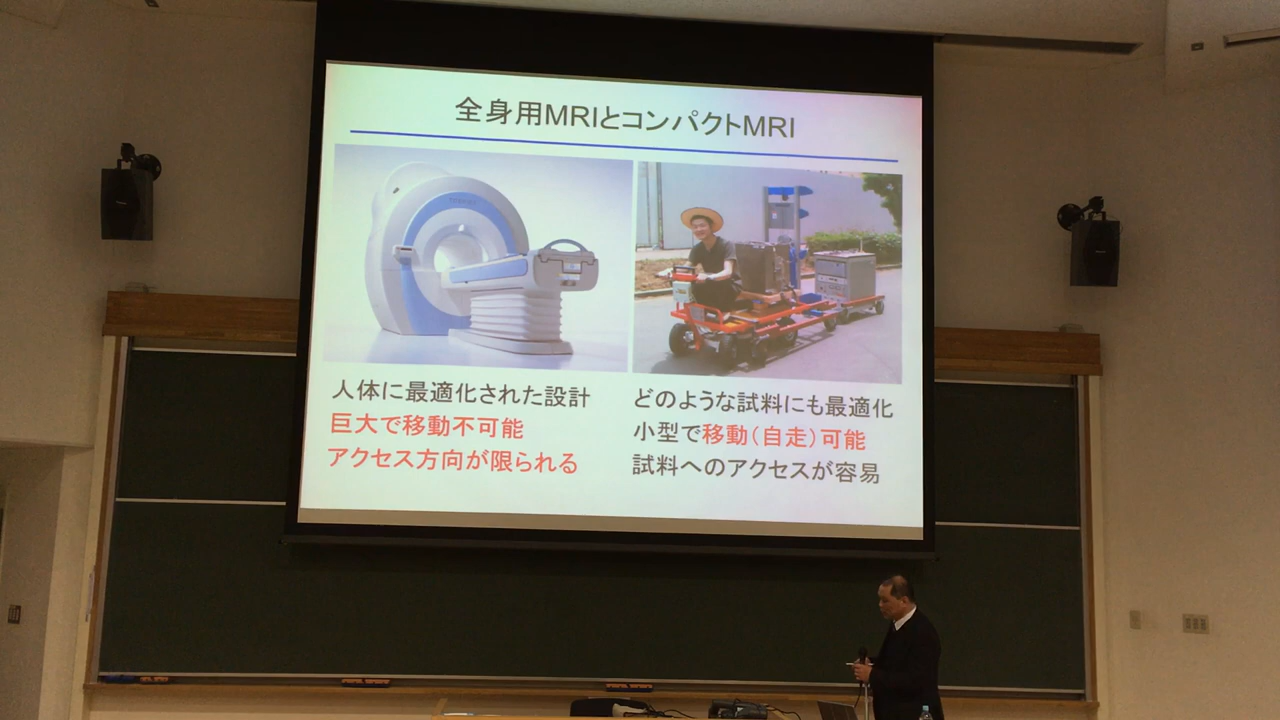 全身用MRIとコンパクトMRI
人体に最適化された設計
巨大で移動不可能
アクセス方向が限られる
どのような試料にも最適化
小型で移動（自走）可能
試料へのアクセスが容易